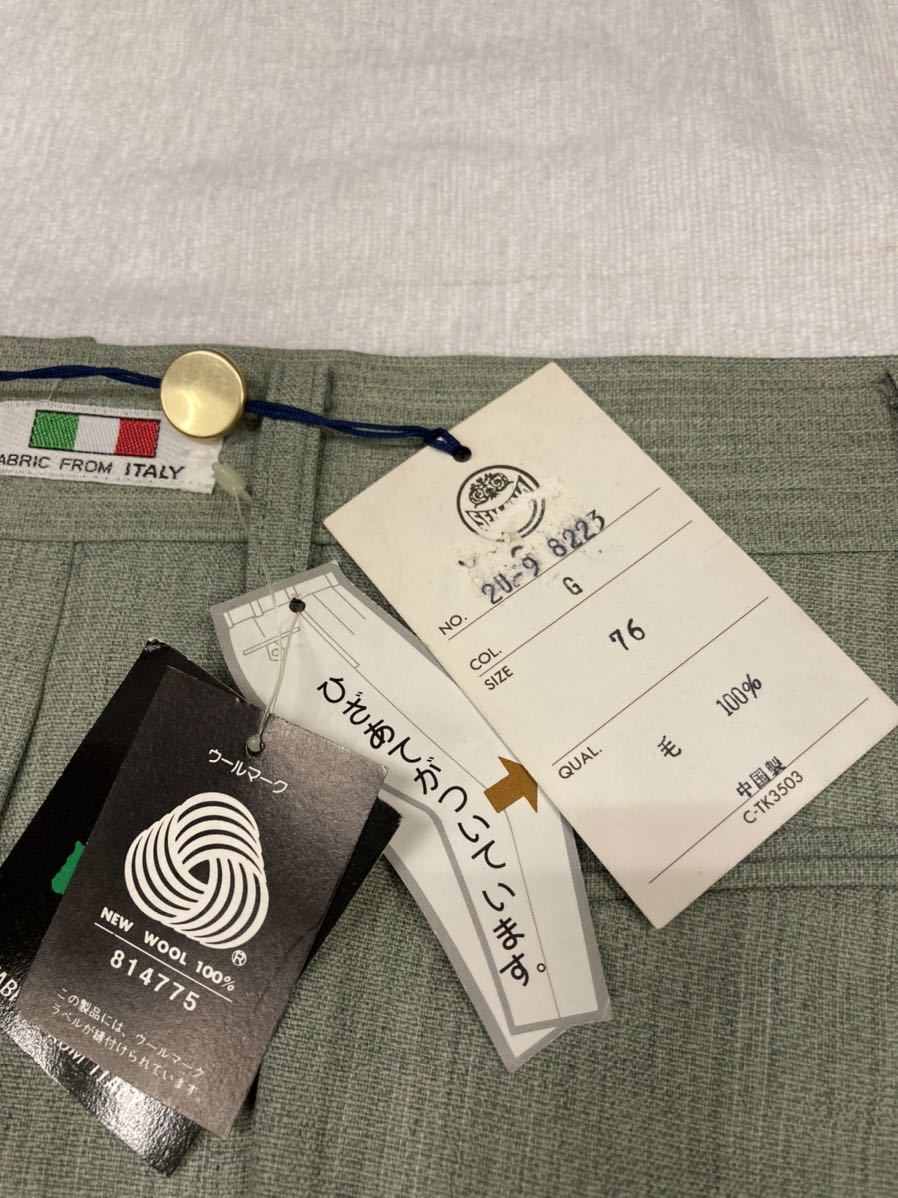 FABRIC FROM ITALY
NO. 20-9 8223
COL. G
SIZE 76
QUAL. 毛 100%
中国製
C-TK3503
ひざあんがついています。
ウールマーク
®
NEW WOOL 100%
814775
この製品には、ウールマーク
ラベルが縫付けられています。